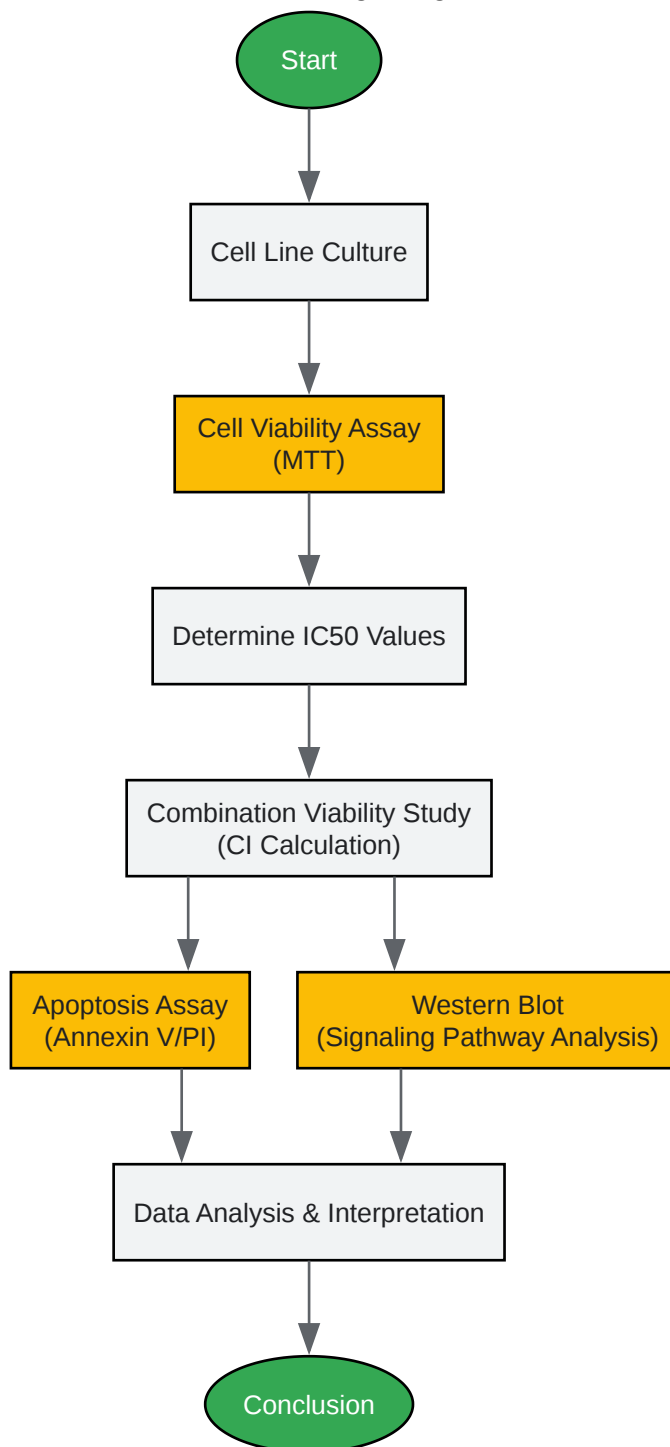 Start
Cell Line Culture
Cell Viability Assay
(MTT)
Determine IC50 Values
Combination Viability Study
(CI Calculation)
Apoptosis Assay
(Annexin V/PI)
Western Blot
(Signaling Pathway Analysis)
Data Analysis & Interpretation
Conclusion